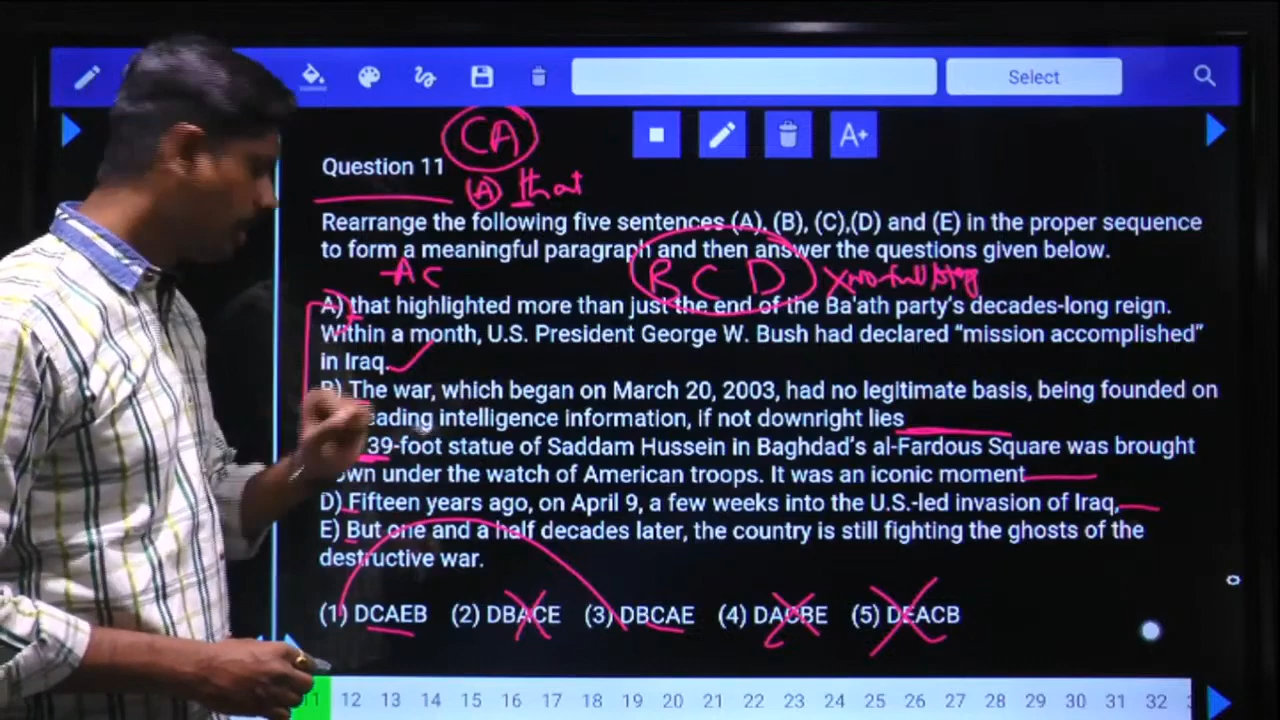 Select
CA
A+
Question 11
(A) that
Rearrange the following five sentences (A), (B), (C),(D) and (E) in the proper sequence
to form a meaningful paragraph and then answer the questions given below.
AC
B C D
A) that highlighted more than just the end of the Ba'ath party's decades-long reign.
Within a month, U.S. President George W. Bush had declared “mission accomplished”
in Iraq.
B) The war, which began on March 20, 2003, had no legitimate basis, being founded on
eading intelligence information, if not downright lies
39-foot statue of Saddam Hussein in Baghdad's al-Fardous Square was brought
own under the watch of American troops. It was an iconic moment
D) Fifteen years ago, on April 9, a few weeks into the U.S.-led invasion of Iraq,
E) But one and a half decades later, the country is still fighting the ghosts of the
destructive war.
(1) DCAEB (2) DBACE (3) DBCAE (4) DACBE (5) DEACB
11 12 13 14 15 16 17 18 19 20 21 22 23 24 25 26 27 28 29 30 31 32